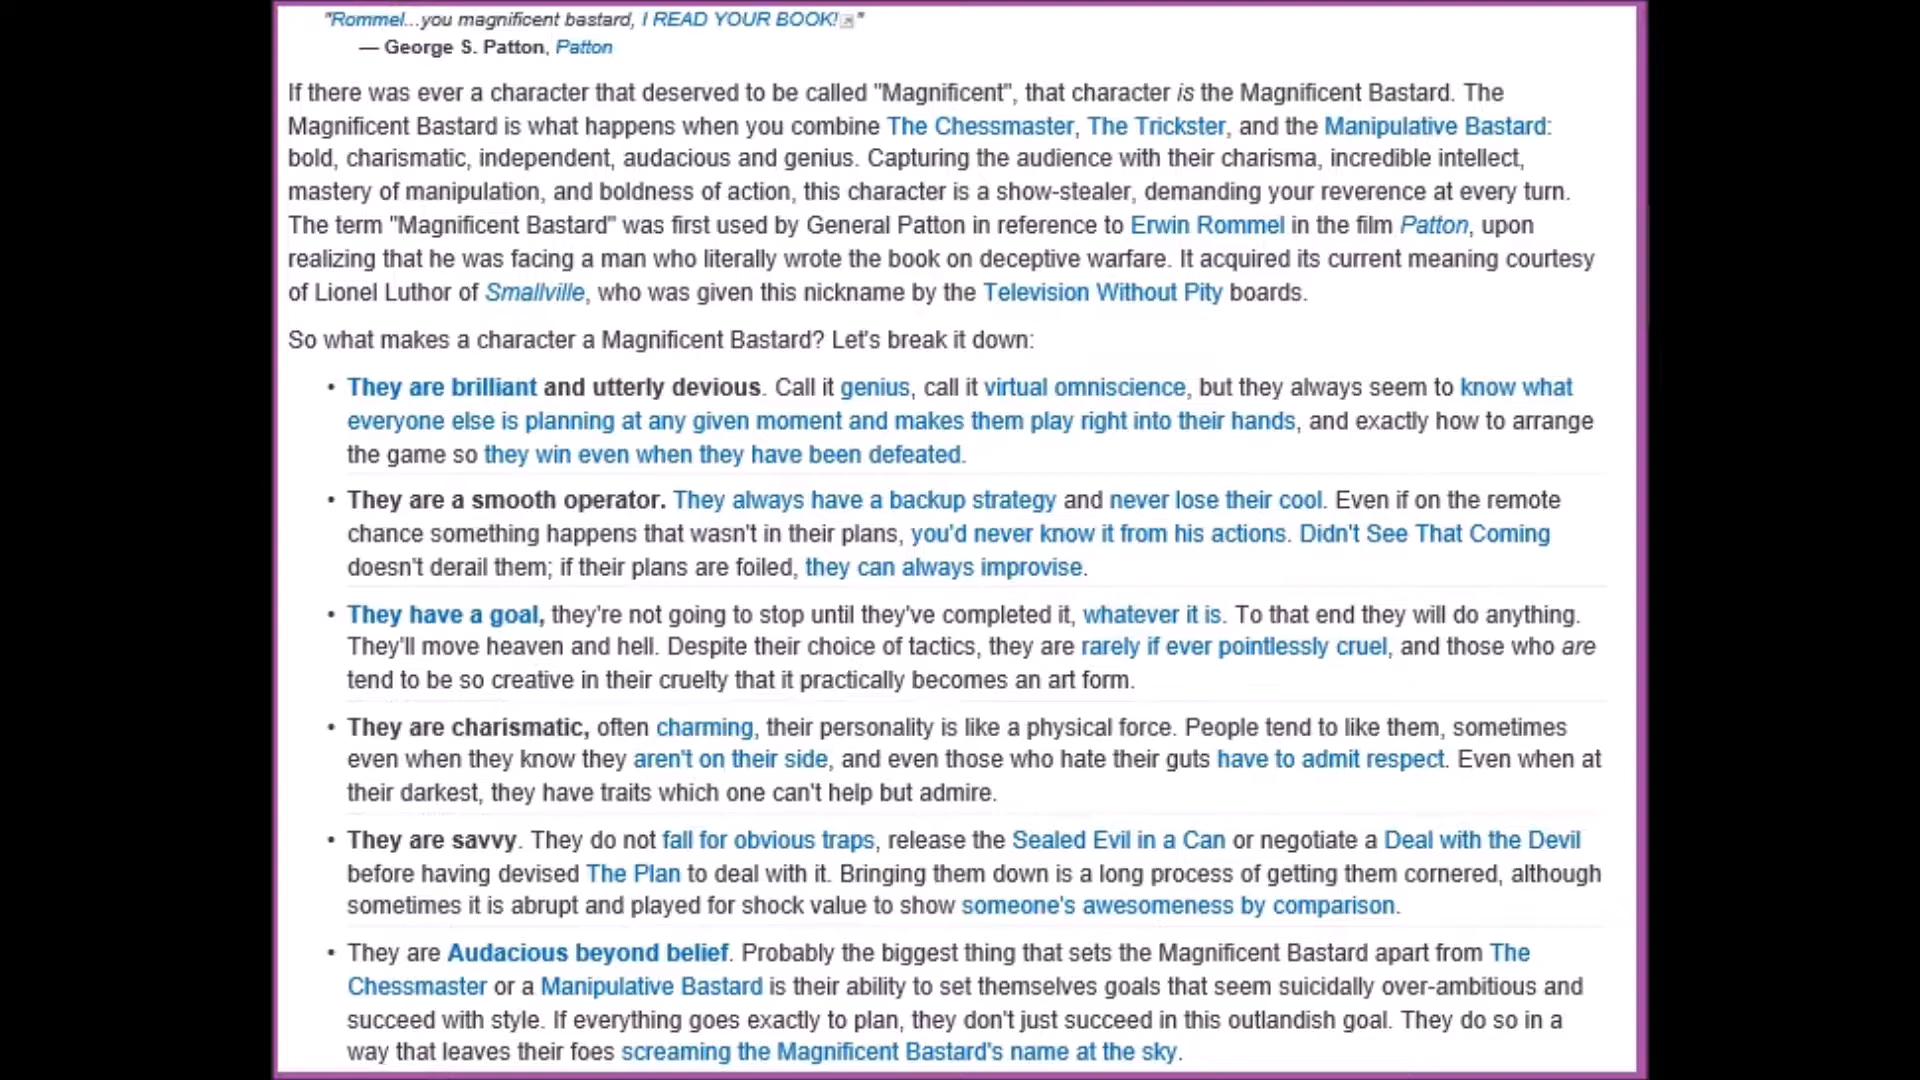 "Rommel...you magnificent bastard, I READ YOUR BOOK!"
— George S. Patton, Patton
If there was ever a character that deserved to be called "Magnificent", that character is the Magnificent Bastard. The
Magnificent Bastard is what happens when you combine The Chessmaster, The Trickster, and the Manipulative Bastard:
bold, charismatic, independent, audacious and genius. Capturing the audience with their charisma, incredible intellect,
mastery of manipulation, and boldness of action, this character is a show-stealer, demanding your reverence at every turn.
The term "Magnificent Bastard" was first used by General Patton in reference to Erwin Rommel in the film Patton, upon
realizing that he was facing a man who literally wrote the book on deceptive warfare. It acquired its current meaning courtesy
of Lionel Luthor of Smallville, who was given this nickname by the Television Without Pity boards.
So what makes a character a Magnificent Bastard? Let's break it down:
• They are brilliant and utterly devious. Call it genius, call it virtual omniscience, but they always seem to know what
everyone else is planning at any given moment and makes them play right into their hands, and exactly how to arrange
the game so they win even when they have been defeated.
• They are a smooth operator. They always have a backup strategy and never lose their cool. Even if on the remote
chance something happens that wasn't in their plans, you'd never know it from his actions. Didn't See That Coming
doesn't derail them; if their plans are foiled, they can always improvise.
• They have a goal, they're not going to stop until they've completed it, whatever it is. To that end they will do anything.
They'll move heaven and hell. Despite their choice of tactics, they are rarely if ever pointlessly cruel, and those who are
tend to be so creative in their cruelty that it practically becomes an art form.
• They are charismatic, often charming, their personality is like a physical force. People tend to like them, sometimes
even when they know they aren't on their side, and even those who hate their guts have to admit respect. Even when at
their darkest, they have traits which one can't help but admire.
• They are savvy. They do not fall for obvious traps, release the Sealed Evil in a Can or negotiate a Deal with the Devil
before having devised The Plan to deal with it. Bringing them down is a long process of getting them cornered, although
sometimes it is abrupt and played for shock value to show someone's awesomeness by comparison.
• They are Audacious beyond belief. Probably the biggest thing that sets the Magnificent Bastard apart from The
Chessmaster or a Manipulative Bastard is their ability to set themselves goals that seem suicidally over-ambitious and
succeed with style. If everything goes exactly to plan, they don't just succeed in this outlandish goal. They do so in a
way that leaves their foes screaming the Magnificent Bastard's name at the sky.